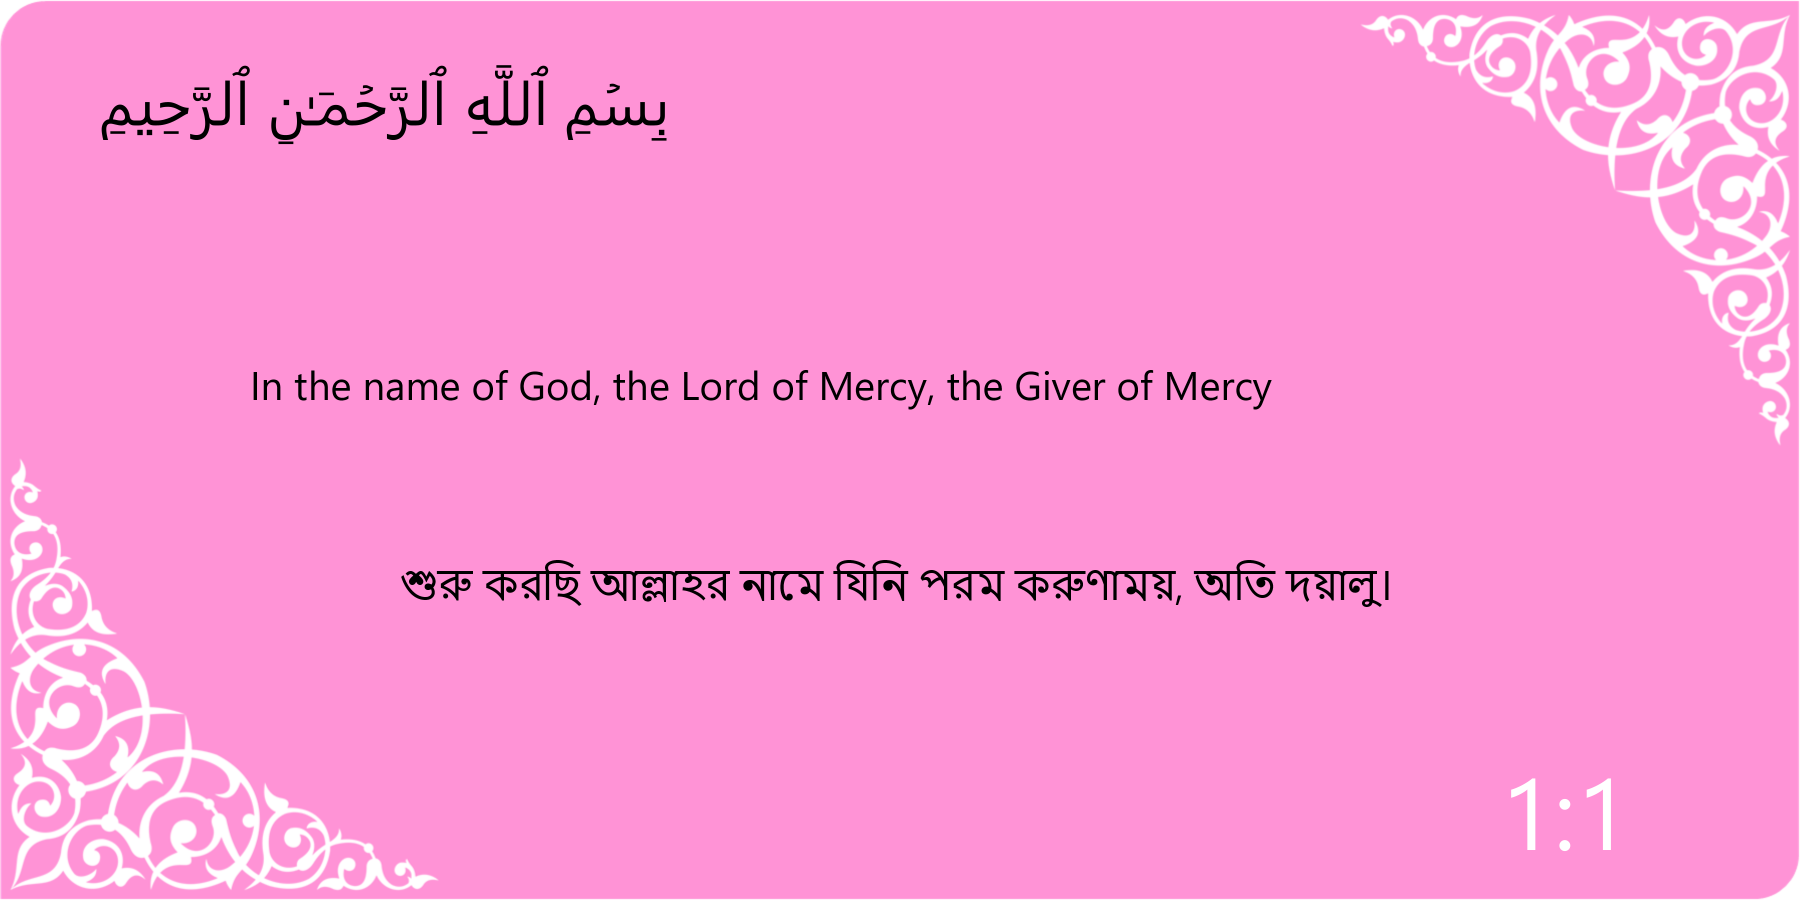 بِسۡمِ ٱللَّهِ ٱلرَّحۡمَـٰنِ ٱلرَّحِيمِ
In the name of God, the Lord of Mercy, the Giver of Mercy
শুরু করছি আল্লাহর নামে যিনি পরম করুণাময়, অতি দয়ালু।
1:1